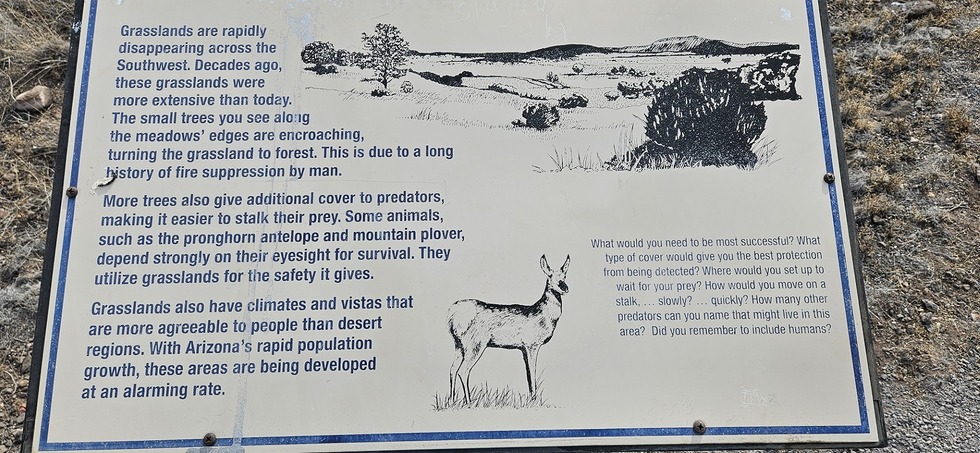 Grasslands are rapidly
disappearing across the
Southwest. Decades ago,
these grasslands were
more extensive than today.
The small trees you see along
the meadows' edges are encroaching,
turning the grassland to forest. This is due to a long
history of fire suppression by man.
More trees also give additional cover to predators,
making it easier to stalk their prey. Some animals,
such as the pronghorn antelope and mountain plover,
depend strongly on their eyesight for survival. They
utilize grasslands for the safety it gives.
Grasslands also have climates and vistas that
are more agreeable to people than desert
regions. With Arizona's rapid population
growth, these areas are being developed
at an alarming rate.
What would you need to be most successful? What
type of cover would give you the best protection
from being detected? Where would you set up to
wait for your prey? How would you move on a
stalk, … slowly? … quickly? How many other
predators can you name that might live in this
area? Did you remember to include humans?